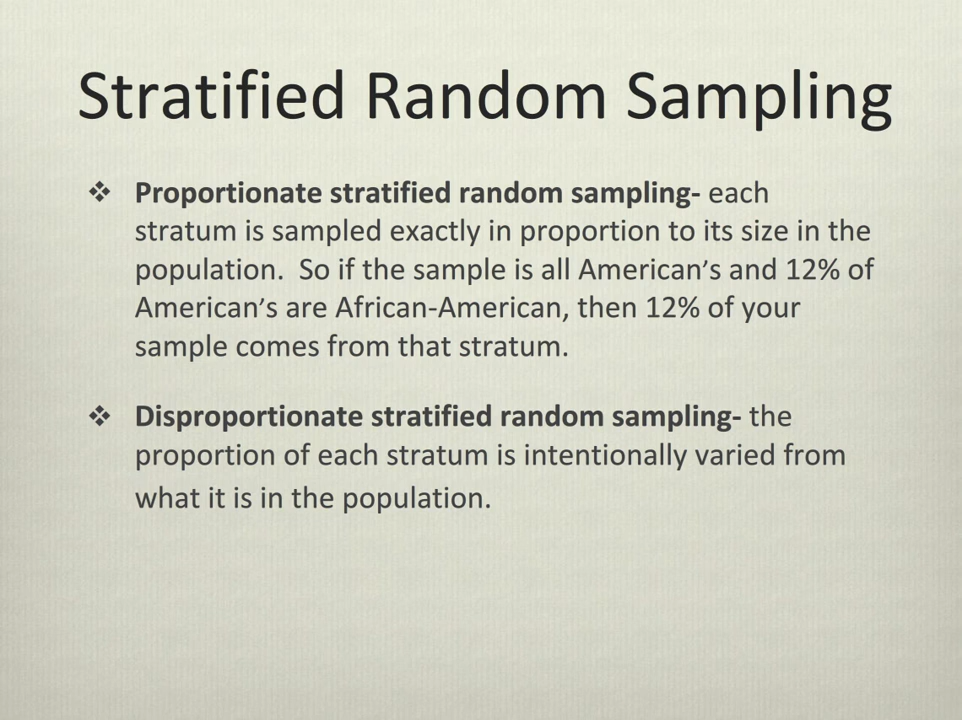 Stratified Random Sampling
❖ Proportionate stratified random sampling- each
stratum is sampled exactly in proportion to its size in the
population.  So if the sample is all American’s and 12% of
American’s are African-American, then 12% of your
sample comes from that stratum.
❖ Disproportionate stratified random sampling- the
proportion of each stratum is intentionally varied from
what it is in the population.